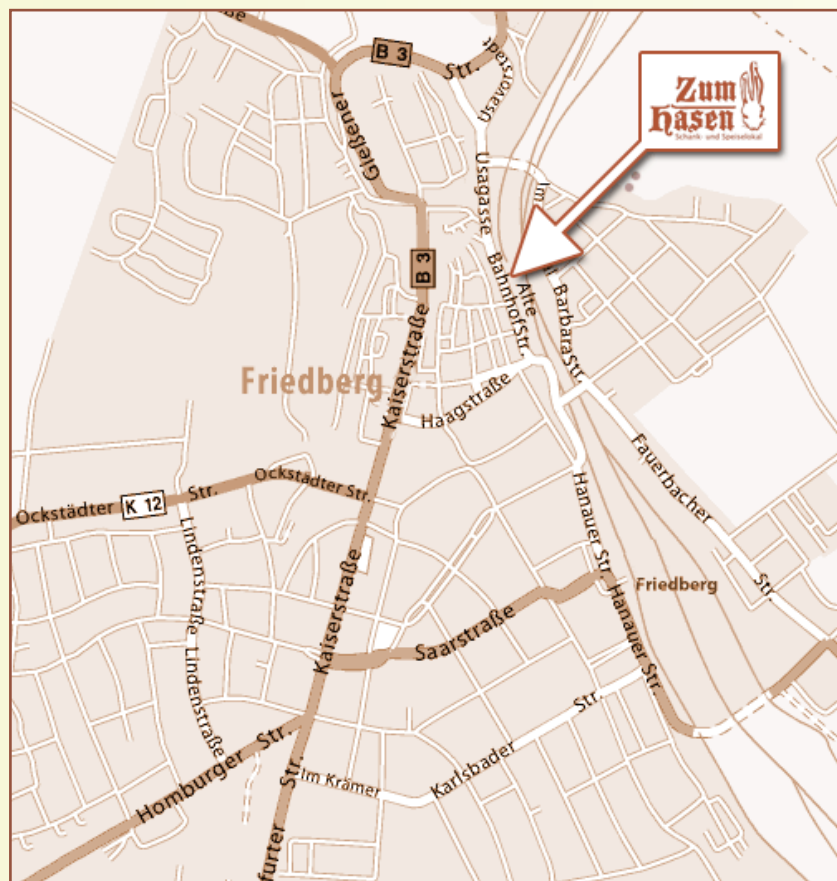 B 3
Str.
Usavorstadt
Gießener
Zum
Hasen
Schank- und Speiselokal
Usagasse
Im
B 3
Bahnhofstr.
Alte
Barbara Str.
Kaiserstraße
Friedberg
Haagstraße
Fauerbacher
Str.
Ockstädter
K 12
Str.
Ockstädter Str.
Hanauer Str.
Lindenstraße
Lindenstraße
Kaiserstraße
Saarstraße
Friedberg
Hanauer Str.
Homburger Str.
Im Krämer
Karlsbader
Str.
Str.